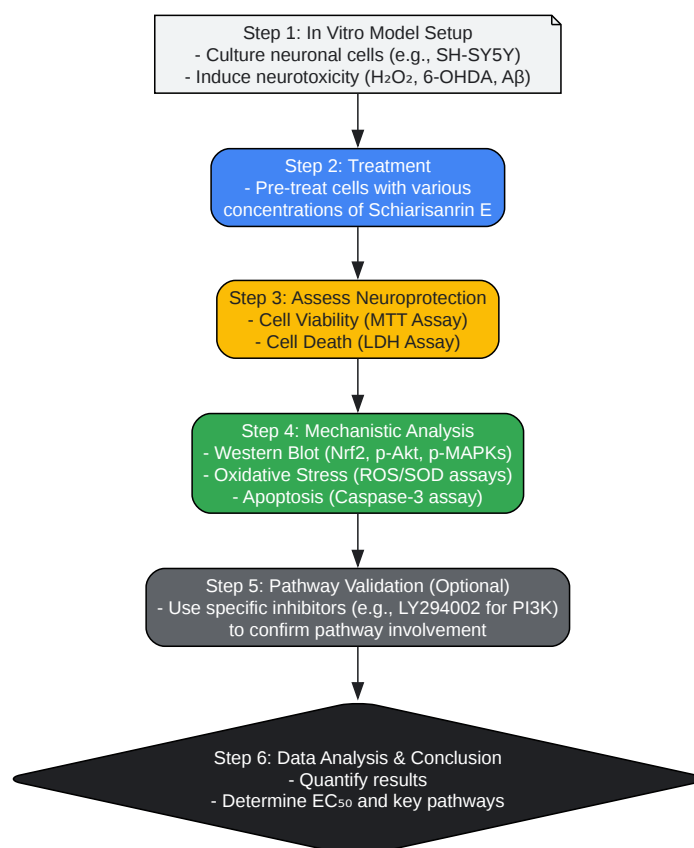 Step 1: In Vitro Model Setup
- Culture neuronal cells (e.g., SH-SY5Y)
- Induce neurotoxicity (H₂O₂, 6-OHDA, Aβ)
Step 2: Treatment
- Pre-treat cells with various
concentrations of Schiarisanrin E
Step 3: Assess Neuroprotection
- Cell Viability (MTT Assay)
- Cell Death (LDH Assay)
Step 4: Mechanistic Analysis
- Western Blot (Nrf2, p-Akt, p-MAPKs)
- Oxidative Stress (ROS/SOD assays)
- Apoptosis (Caspase-3 assay)
Step 5: Pathway Validation (Optional)
- Use specific inhibitors (e.g., LY294002 for PI3K)
to confirm pathway involvement
Step 6: Data Analysis & Conclusion
- Quantify results
- Determine EC₅₀ and key pathways